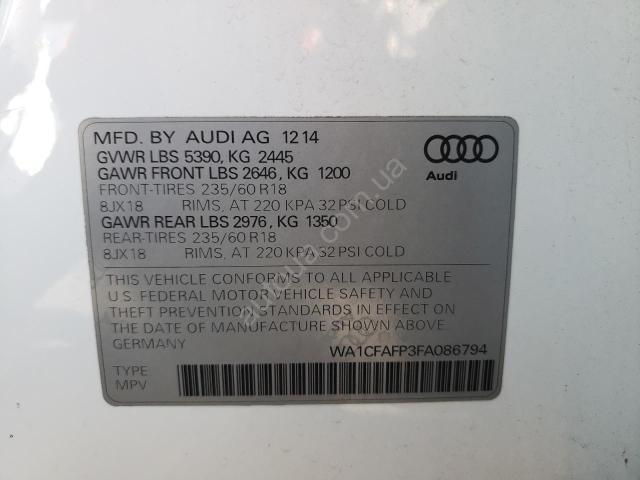 MFD. BY AUDI AG 12 14
GVWR LBS 5390, KG 2445
GAWR FRONT LBS 2646, KG 1200
FRONT-TIRES 235/60 R18
8JX18 RIMS, AT 220 KPA 32 PSI COLD
GAWR REAR LBS 2976, KG 1350
REAR-TIRES 235/60 R18
8JX18 RIMS, AT 220 KPA 32 PSI COLD
Audi
THIS VEHICLE CONFORMS TO ALL APPLICABLE
U.S. FEDERAL MOTOR VEHICLE SAFETY AND
THEFT PREVENTION STANDARDS IN EFFECT ON
THE DATE OF MANUFACTURE SHOWN ABOVE.
GERMANY WA1CFAFP3FA086794
TYPE
MPV
autoua.com.ua